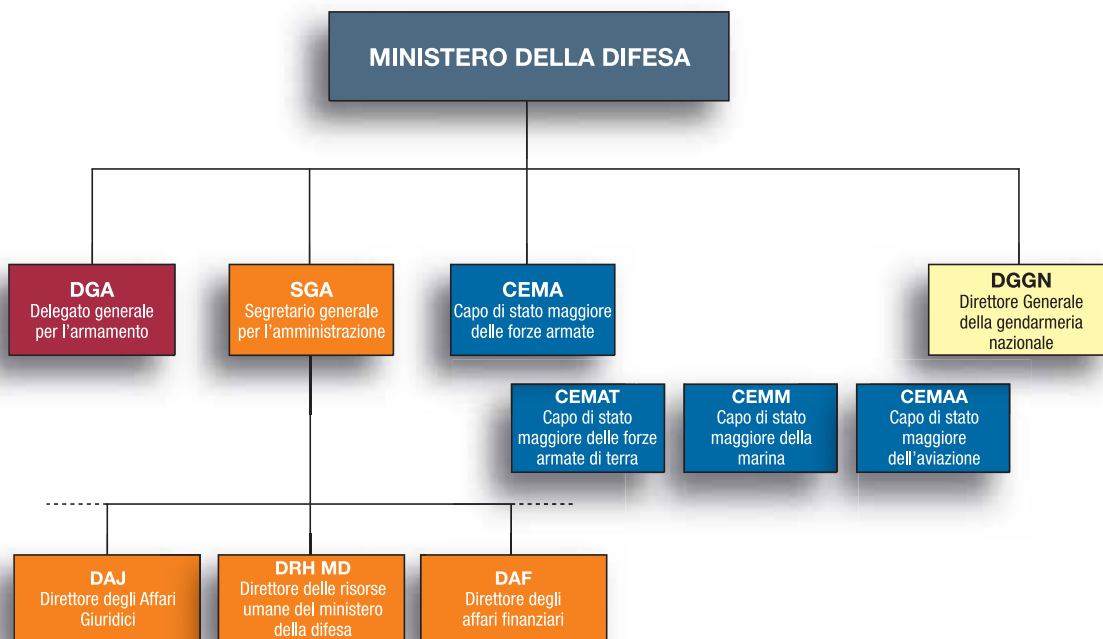 MINISTERO DELLA DIFESA
DGA
Delegato generale
per l'armamento
SGA
Segretario generale
per l'amministrazione
CEMA
Capo di stato maggiore
delle forze armate
DGGN
Direttore Generale
della gendarmeria
nazionale
CEMAT
Capo di stato
maggiore delle forze
armate di terra
CEMM
Capo di stato
maggiore della
marina
CEMAA
Capo di stato
maggiore
dell'aviazione
DAJ
Direttore degli Affari
Giuridici
DRH MD
Direttore delle risorse
umane del ministero
della difesa
DAF
Direttore degli
affari finanziari